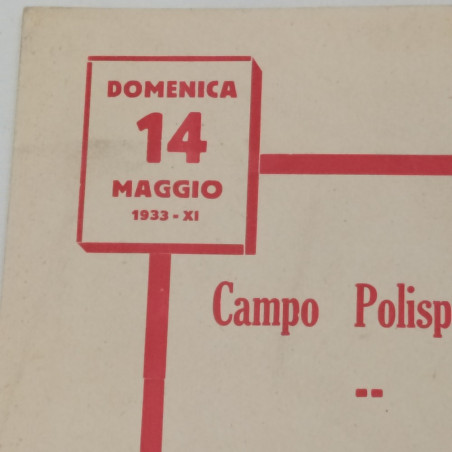 DOMENICA
14
MAGGIO
1933 - XI
Campo Polisp